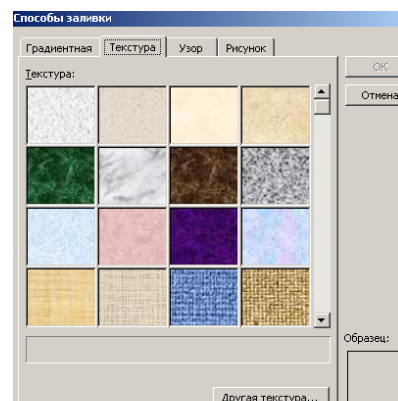 Способы заливки
Градиентная Текстура Узор Рисунок
Текстура:
ОК
Отмена
Образец:
Другая текстура...